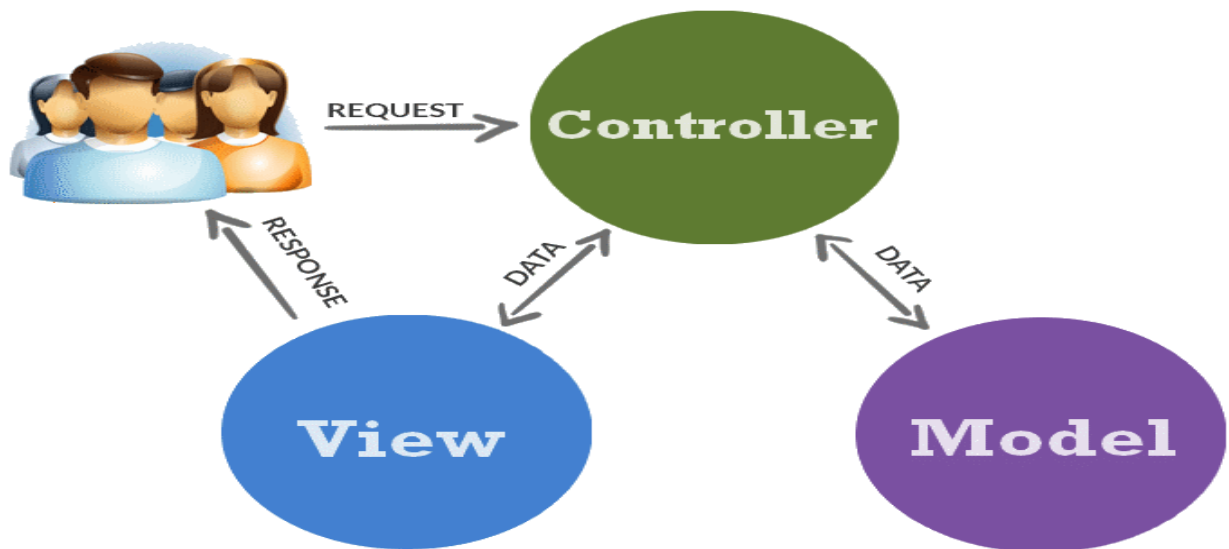 REQUEST
Controller
RESPONSE
DATA
DATA
View
Model